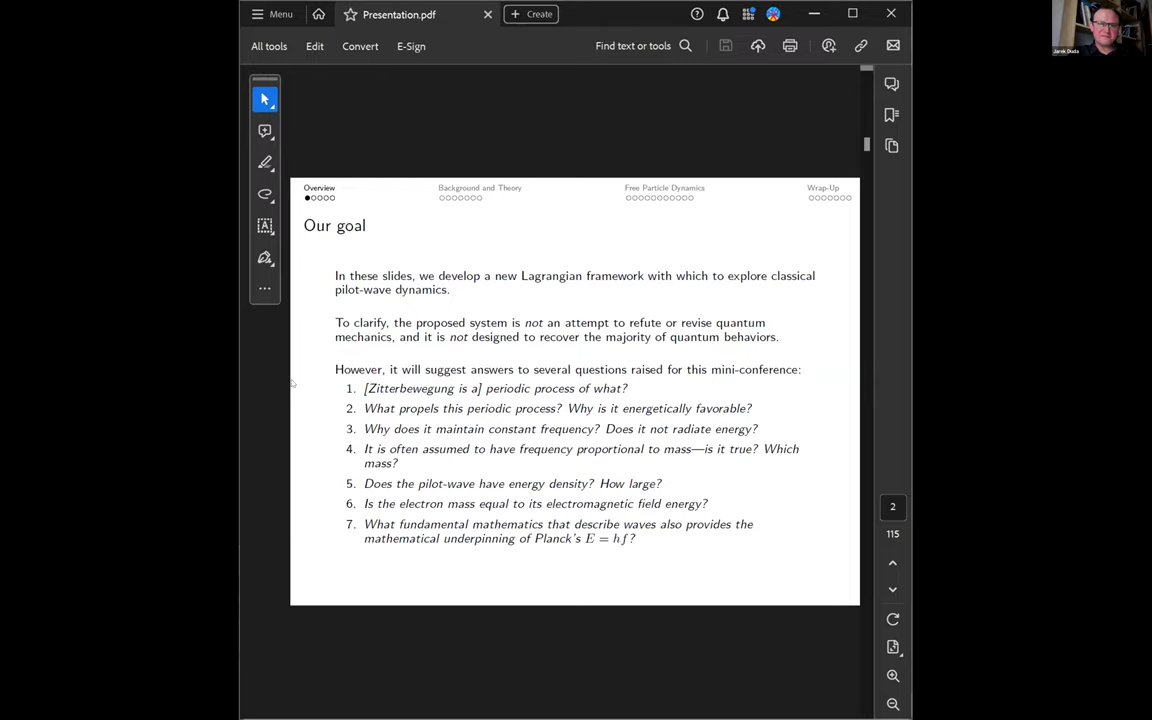 Menu
Presentation.pdf
Create
All tools
Edit
Convert
E-Sign
Find text or tools
Jarek Duda
Overview
Background and Theory
Free Particle Dynamics
Wrap-Up
Our goal
In these slides, we develop a new Lagrangian framework with which to explore classical
pilot-wave dynamics.
To clarify, the proposed system is not an attempt to refute or revise quantum
mechanics, and it is not designed to recover the majority of quantum behaviors.
However, it will suggest answers to several questions raised for this mini-conference:
1. [Zitterbewegung is a] periodic process of what?
2. What propels this periodic process? Why is it energetically favorable?
3. Why does it maintain constant frequency? Does it not radiate energy?
4. It is often assumed to have frequency proportional to mass—is it true? Which
mass?
5. Does the pilot-wave have energy density? How large?
6. Is the electron mass equal to its electromagnetic field energy?
7. What fundamental mathematics that describe waves also provides the
mathematical underpinning of Planck's E = hf?
2
115